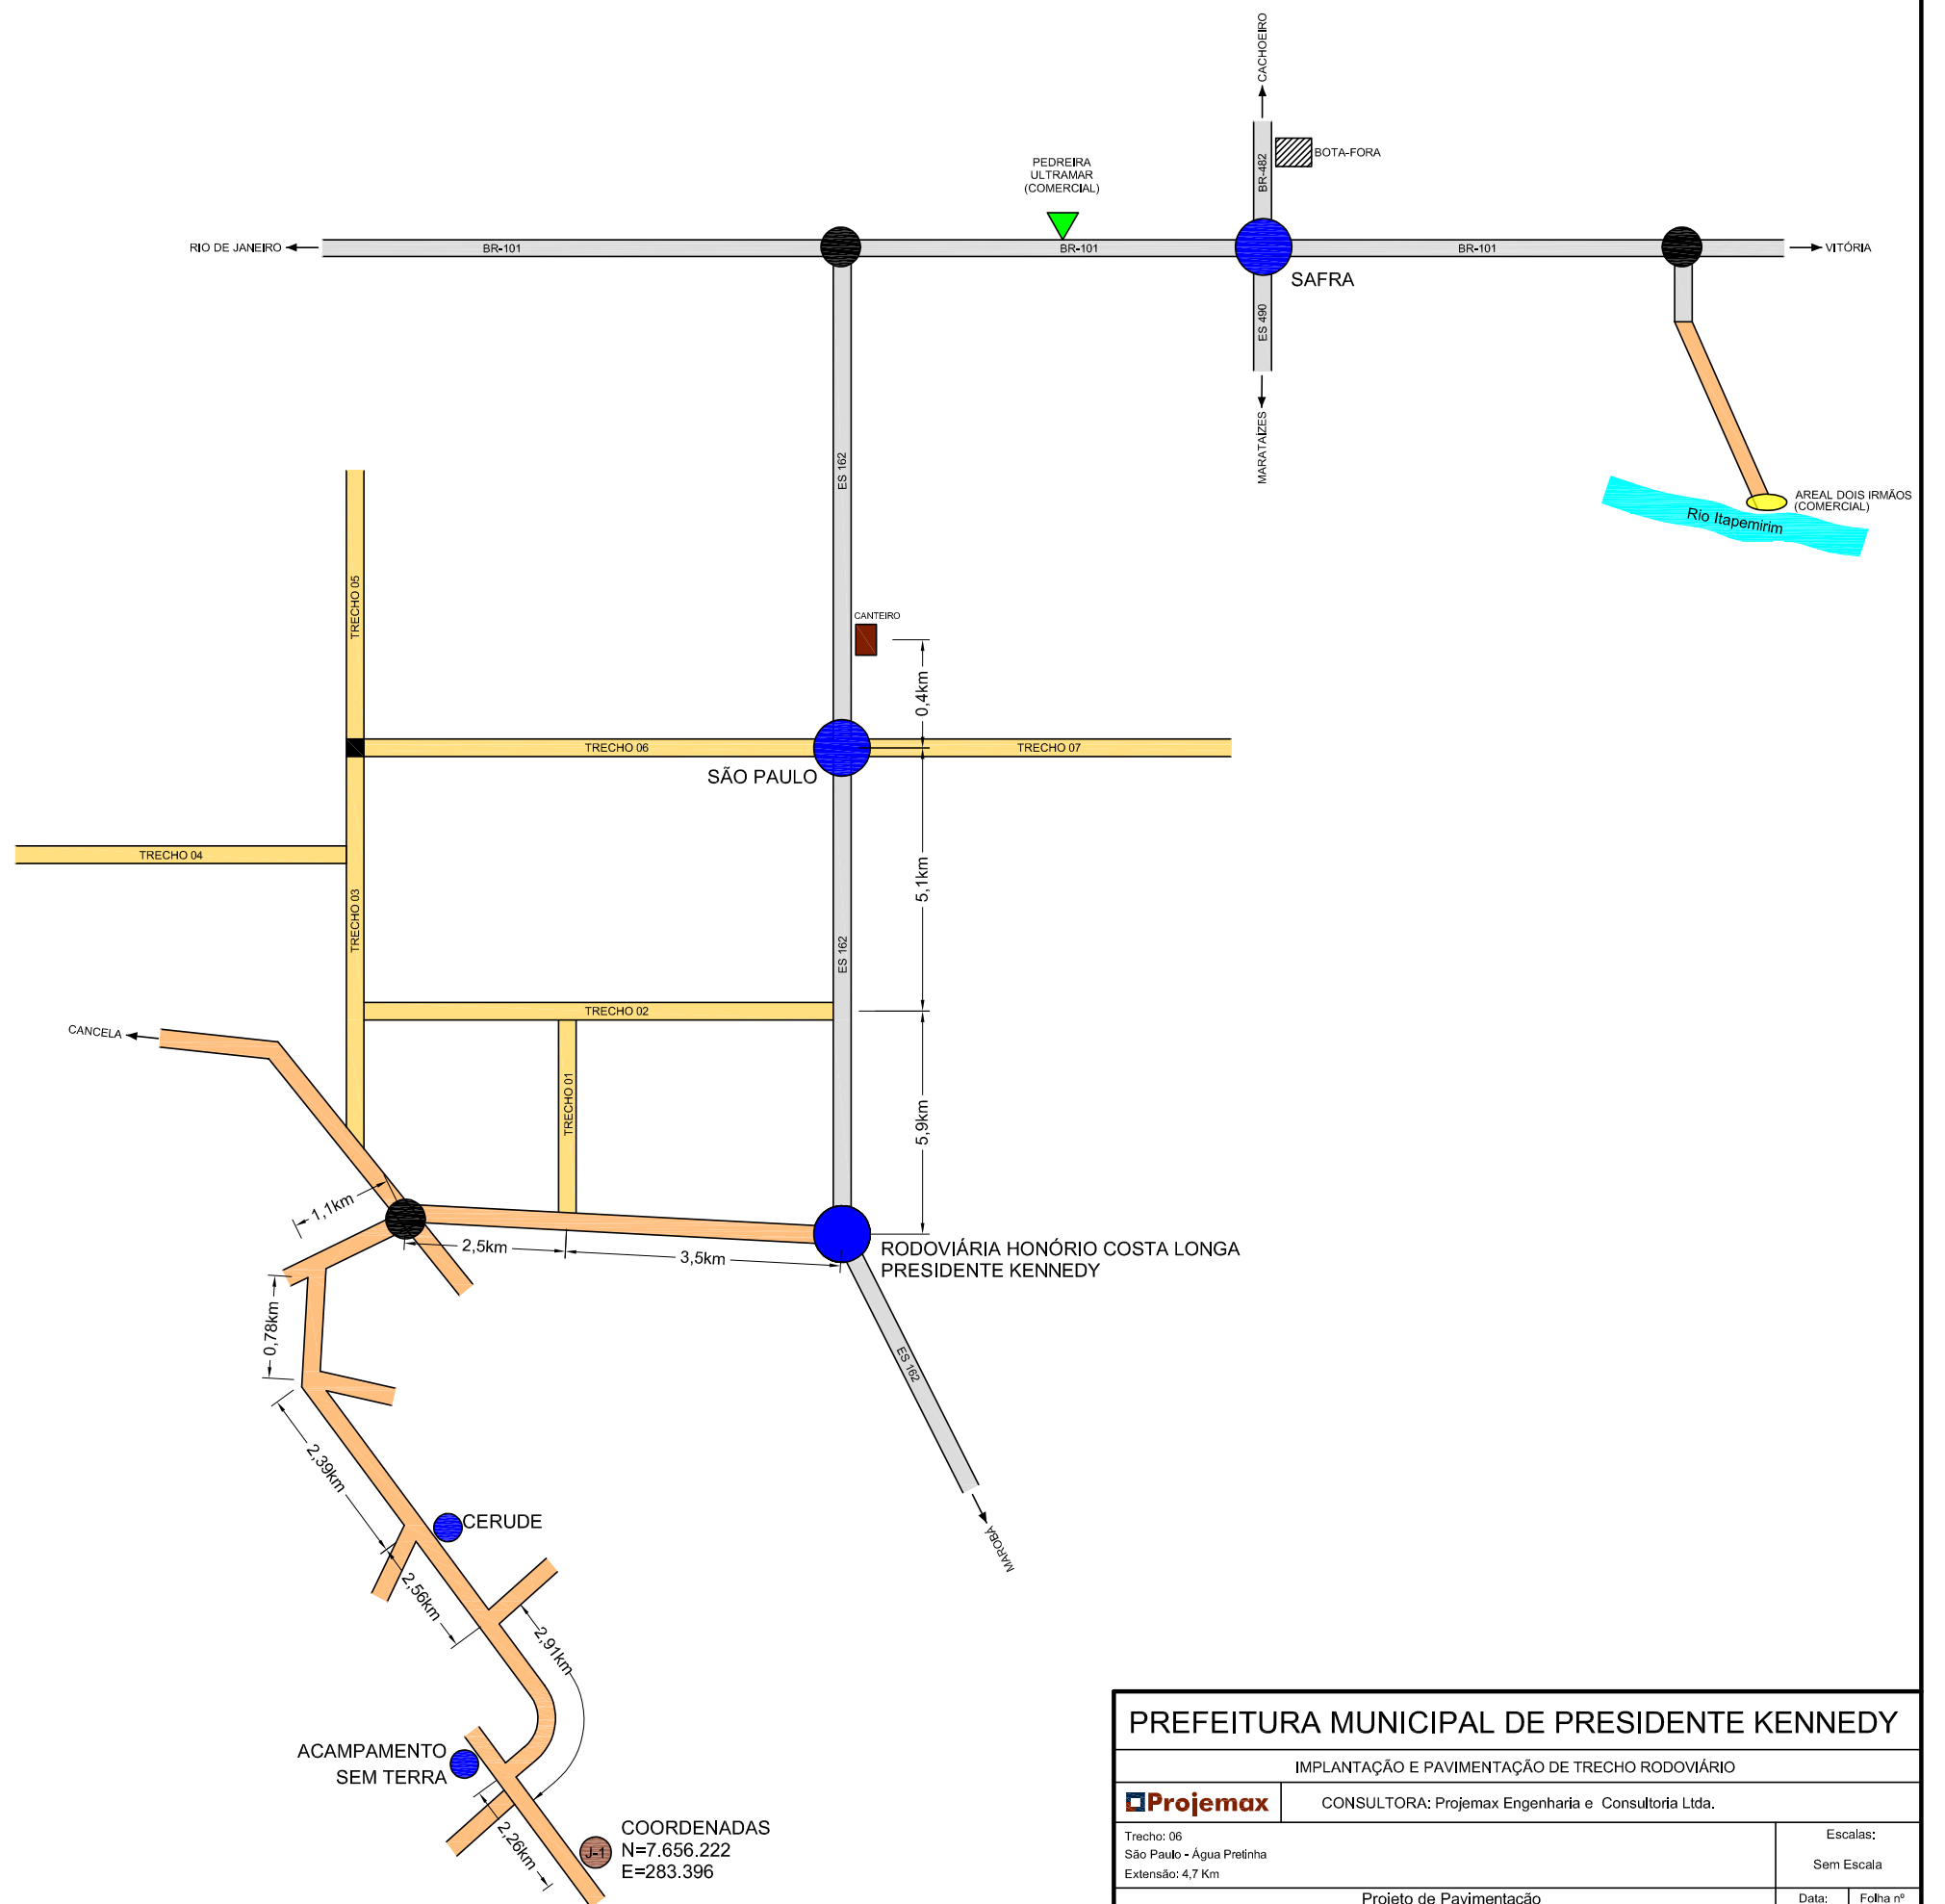 CACHOEIRO
BR-482
BOTA-FORA
PEDREIRA
ULTRAMAR
(COMERCIAL)
RIO DE JANEIRO
BR-101
BR-101
BR-101
VITÓRIA
SAFRA
ES 490
MARATAÍZES
ES 162
AREAL DOIS IRMÃOS
(COMERCIAL)
Rio Itapemirim
TRECHO 05
CANTEIRO
0,4km
TRECHO 06
TRECHO 07
SÃO PAULO
TRECHO 04
5,1km
TRECHO 03
ES 162
TRECHO 02
CANCELA
TRECHO 01
5,9km
1,1km
2,5km
3,5km
RODOVIÁRIA HONÓRIO COSTA LONGA
PRESIDENTE KENNEDY
0,78km
ES 162
2,39km
CERUDE
MAROBÁ
2,56km
2,91km
ACAMPAMENTO
SEM TERRA
2,26km
J-1
COORDENADAS
N=7.656.222
E=283.396
PREFEITURA MUNICIPAL DE PRESIDENTE KENNEDY
IMPLANTAÇÃO E PAVIMENTAÇÃO DE TRECHO RODOVIÁRIO
Projemax
CONSULTORA: Projemax Engenharia e Consultoria Ltda.
Trecho: 06
São Paulo - Água Pretinha
Extensão: 4,7 Km
Escalas:
Sem Escala
Projeto de Pavimentação
Data:
Folha nº